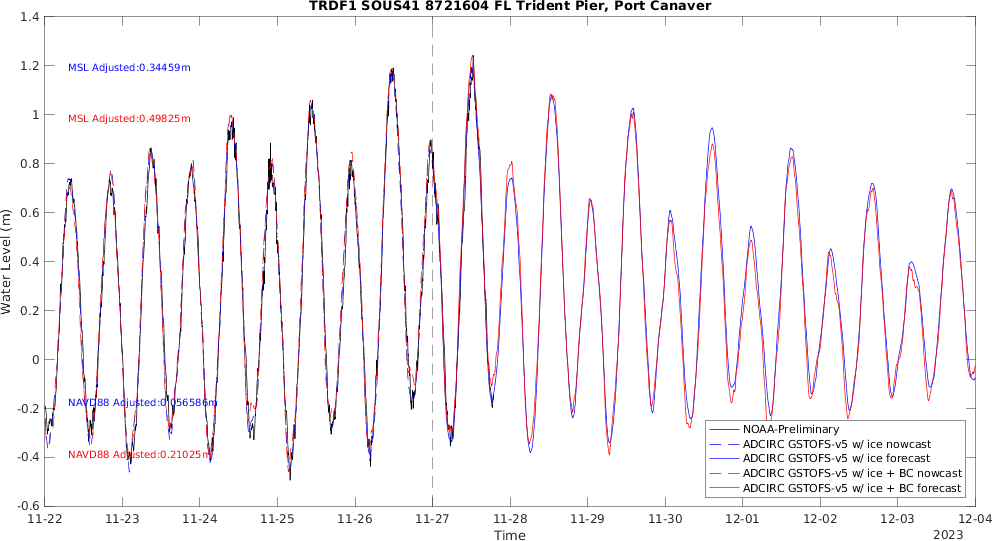 TRDF1 SOUS41 8721604 FL Trident Pier, Port Canaver
1.4
1.2
1
0.8
0.6
0.4
0.2
0
-0.2
-0.4
-0.6
Water Level (m)
MSL Adjusted:0.34459m
MSL Adjusted:0.49825m
NAVD88 Adjusted:0.056586m
NAVD88 Adjusted:0.21025m
NOAA-Preliminary
ADCIRC GSTOFS-v5 w/ ice nowcast
ADCIRC GSTOFS-v5 w/ ice forecast
ADCIRC GSTOFS-v5 w/ ice + BC nowcast
ADCIRC GSTOFS-v5 w/ ice + BC forecast
11-22 11-23 11-24 11-25 11-26 11-27 11-28 11-29 11-30 12-01 12-02 12-03 12-04
Time
2023